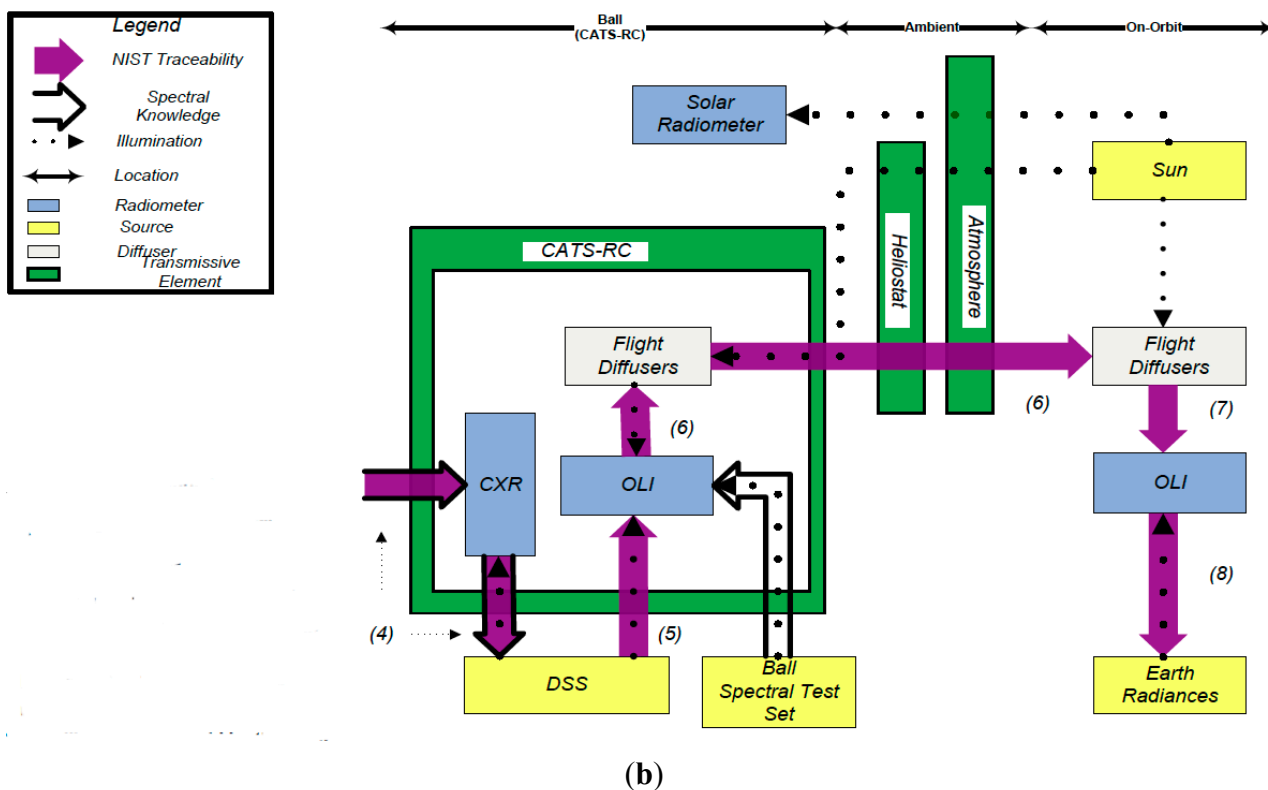 Legend
NIST Traceability
Spectral
Knowledge
Illumination
Location
Radiometer
Source
Diffuser
Transmissive
Element
Ball
(CATS-RC)
Ambient
On-Orbit
Solar
Radiometer
Sun
CATS-RC
Heliostat
Atmosphere
Flight
Diffusers
Flight
Diffusers
(6)
(6)
(7)
CXR
OLI
OLI
(8)
(4)
(5)
DSS
Ball
Spectral Test
Set
Earth
Radiances
(b)